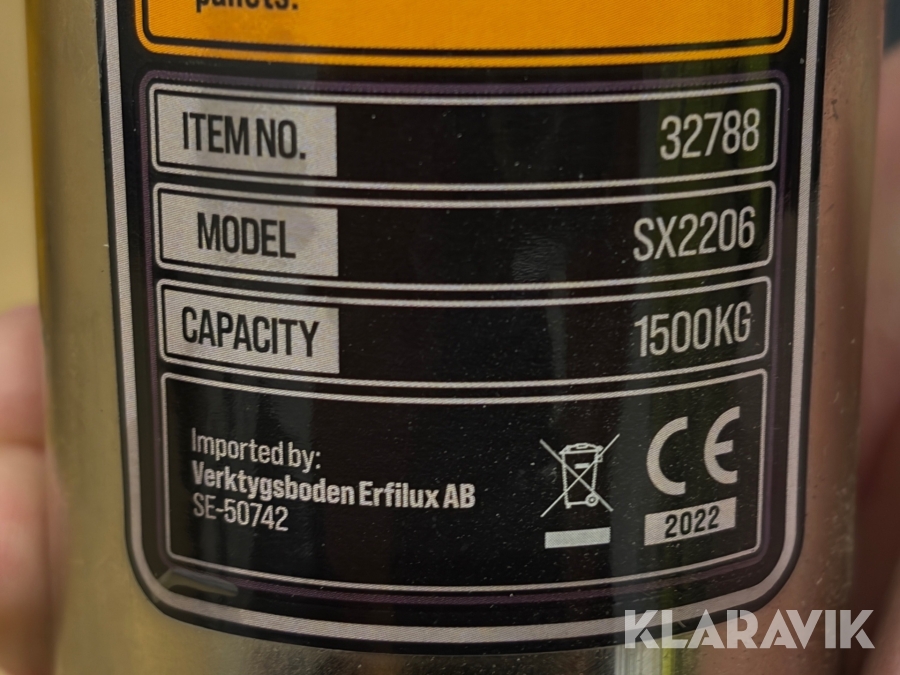 pallets.
ITEM NO. 32788
MODEL SX2206
CAPACITY 1500KG
Imported by:
Verktygsboden Erfilux AB
SE-50742
CE
2022
KLARAVIK